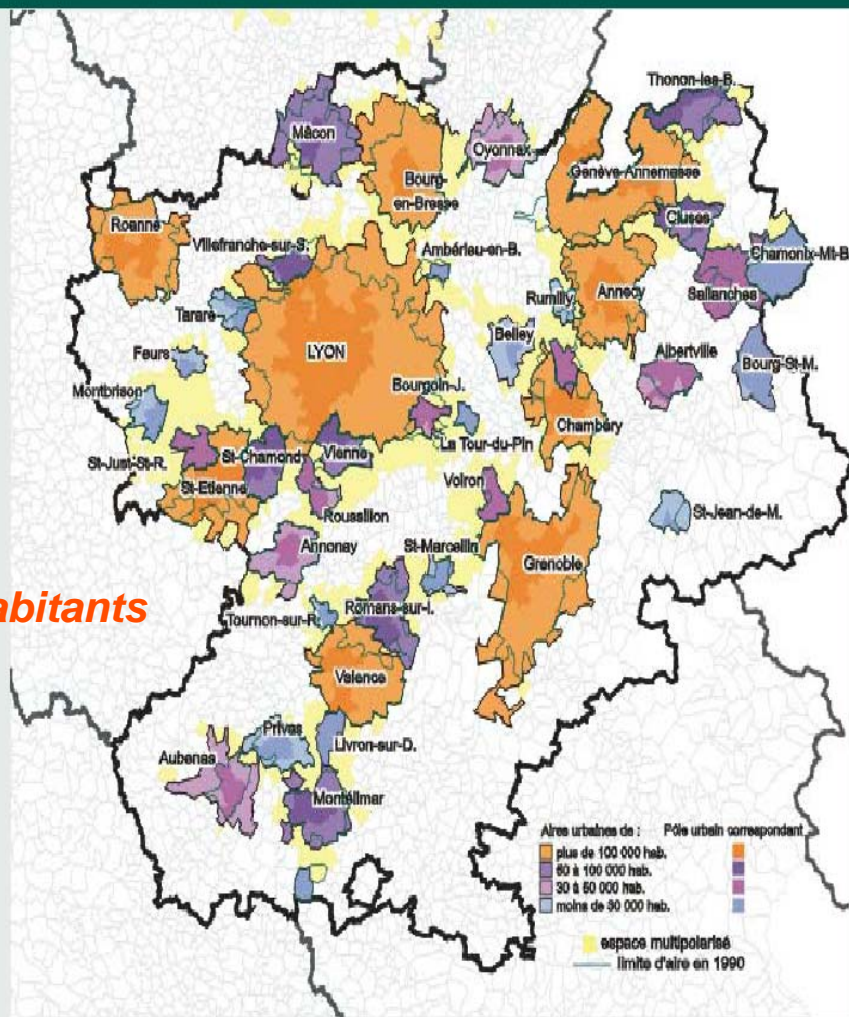 Thonon-les-B.
Mâcon
Oyonnax
Bourg-
en-Bresse
Genève-Annemasse
Roanne
Cluses
Villefranche-sur-S.
Ambérieu-en-B.
Chamonix-Mt-B
Rumilly
Annecy
Sallanches
Tarare
LYON
Belley
Feurs
Albertville
Bourg-St-M.
Bourgoin-J.
Montbrison
Chambéry
La Tour-du-Pin
St-Just-St-R.
St-Chamond
Vienne
Voiron
St-Etienne
Roussillon
St-Jean-de-M.
Annonay
St-Marcellin
Grenoble
abitants
Tournon-sur-R.
Romans-sur-I.
Valence
Privas
Livron-sur-D.
Aubenas
Montélimar
Aires urbaines de : Pôle urbain correspondant
plus de 100 000 hab.
50 à 100 000 hab.
30 à 50 000 hab.
moins de 30 000 hab.
espace multipolarisé
limite d'aire en 1990